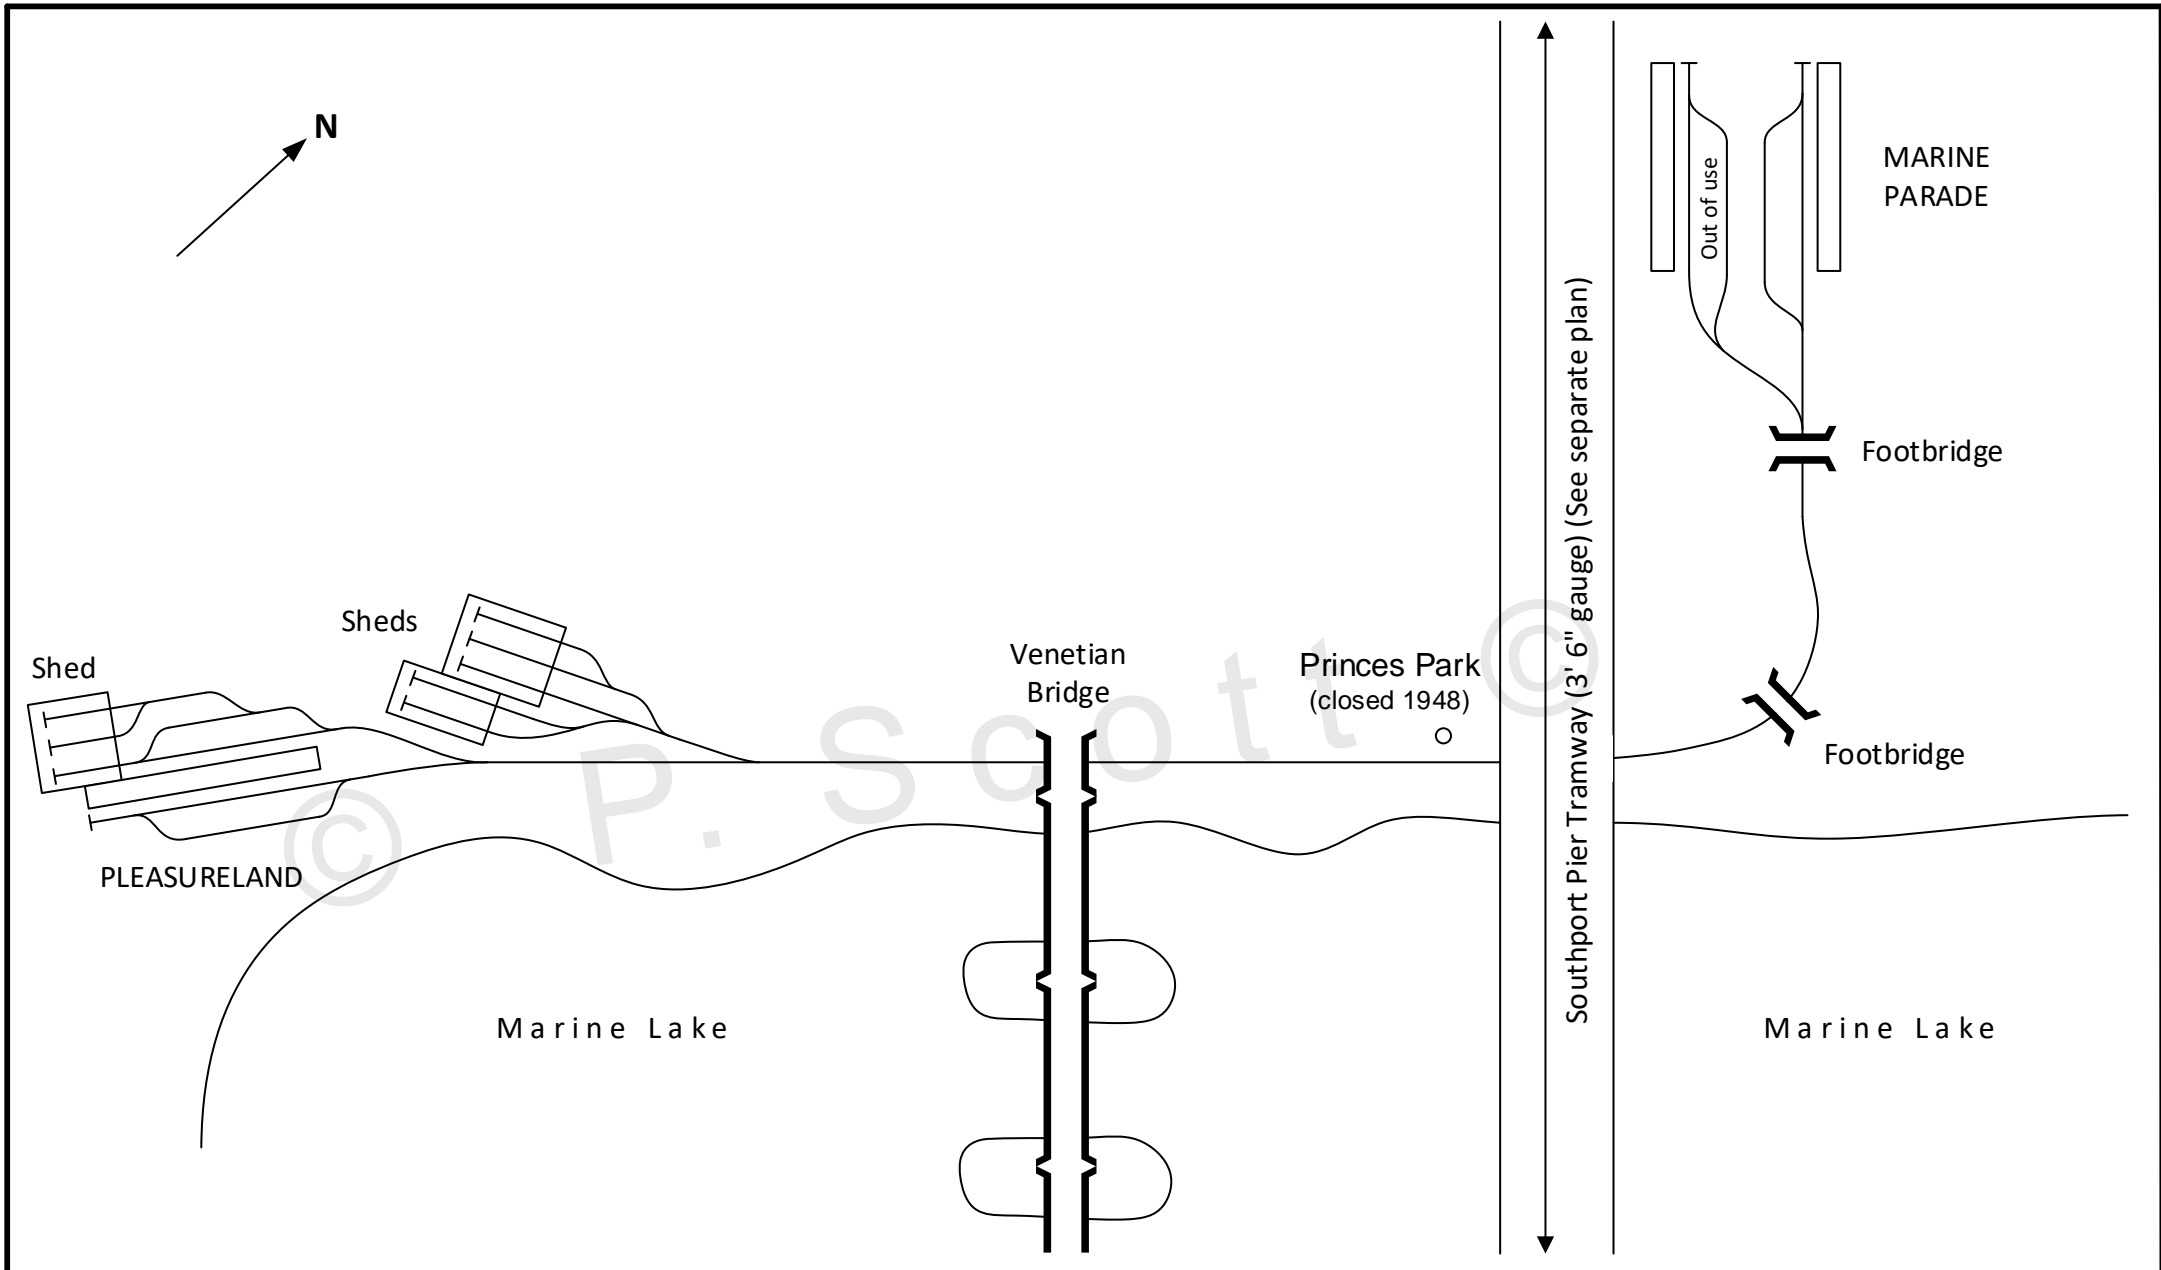 N
MARINE
PARADE
Out of use
Footbridge
Southport Pier Tramway (3' 6" gauge) (See separate plan)
Sheds
Shed
Venetian
Bridge
Princes Park
(closed 1948)
Footbridge
PLEASURELAND
Marine Lake
Marine Lake
© P. Scott ©